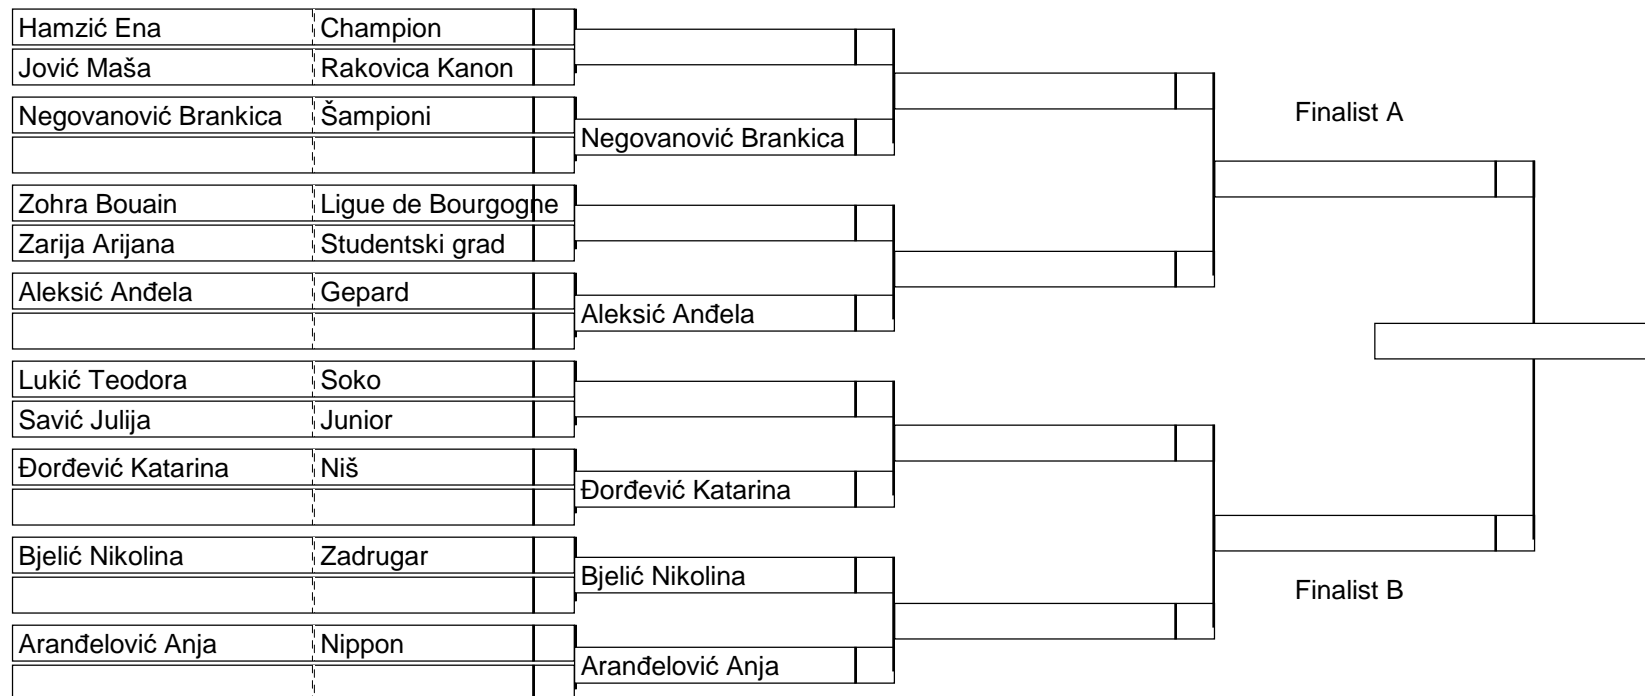 Hamzić Ena Champion
Jović Maša Rakovica Kanon
Negovanović Brankica Šampioni
Negovanović Brankica
Finalist A
Zohra Bouain Ligue de Bourgogne
Zarija Arijana Studentski grad
Aleksić Anđela Gepard
Aleksić Anđela
Lukić Teodora Soko
Savić Julija Junior
Đorđević Katarina Niš
Đorđević Katarina
Bjelić Nikolina Zadrugar
Bjelić Nikolina
Finalist B
Aranđelović Anja Nippon
Aranđelović Anja